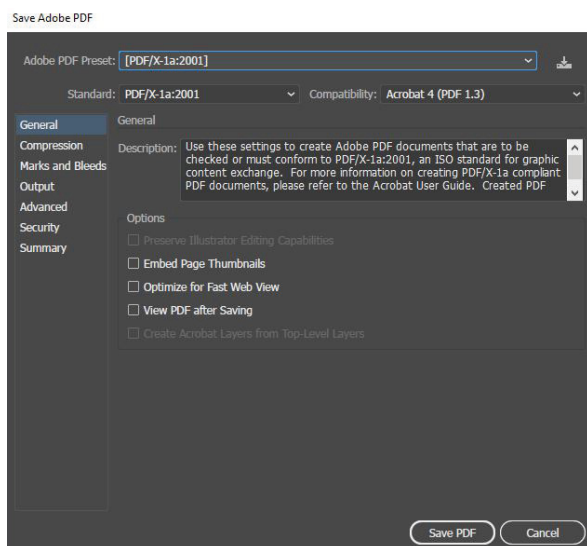 Save Adobe PDF
Adobe PDF Preset: [PDF/X-1a:2001]
Standard: PDF/X-1a:2001 Compatibility: Acrobat 4 (PDF 1.3)
General
Compression
Marks and Bleeds
Output
Advanced
Security
Summary
General
Description: Use these settings to create Adobe PDF documents that are to be
checked or must conform to PDF/X-1a:2001, an ISO standard for graphic
content exchange. For more information on creating PDF/X-1a compliant
PDF documents, please refer to the Acrobat User Guide. Created PDF
Options
Preserve Illustrator Editing Capabilities
Embed Page Thumbnails
Optimize for Fast Web View
View PDF after Saving
Create Acrobat Layers from Top-Level Layers
Save PDF Cancel